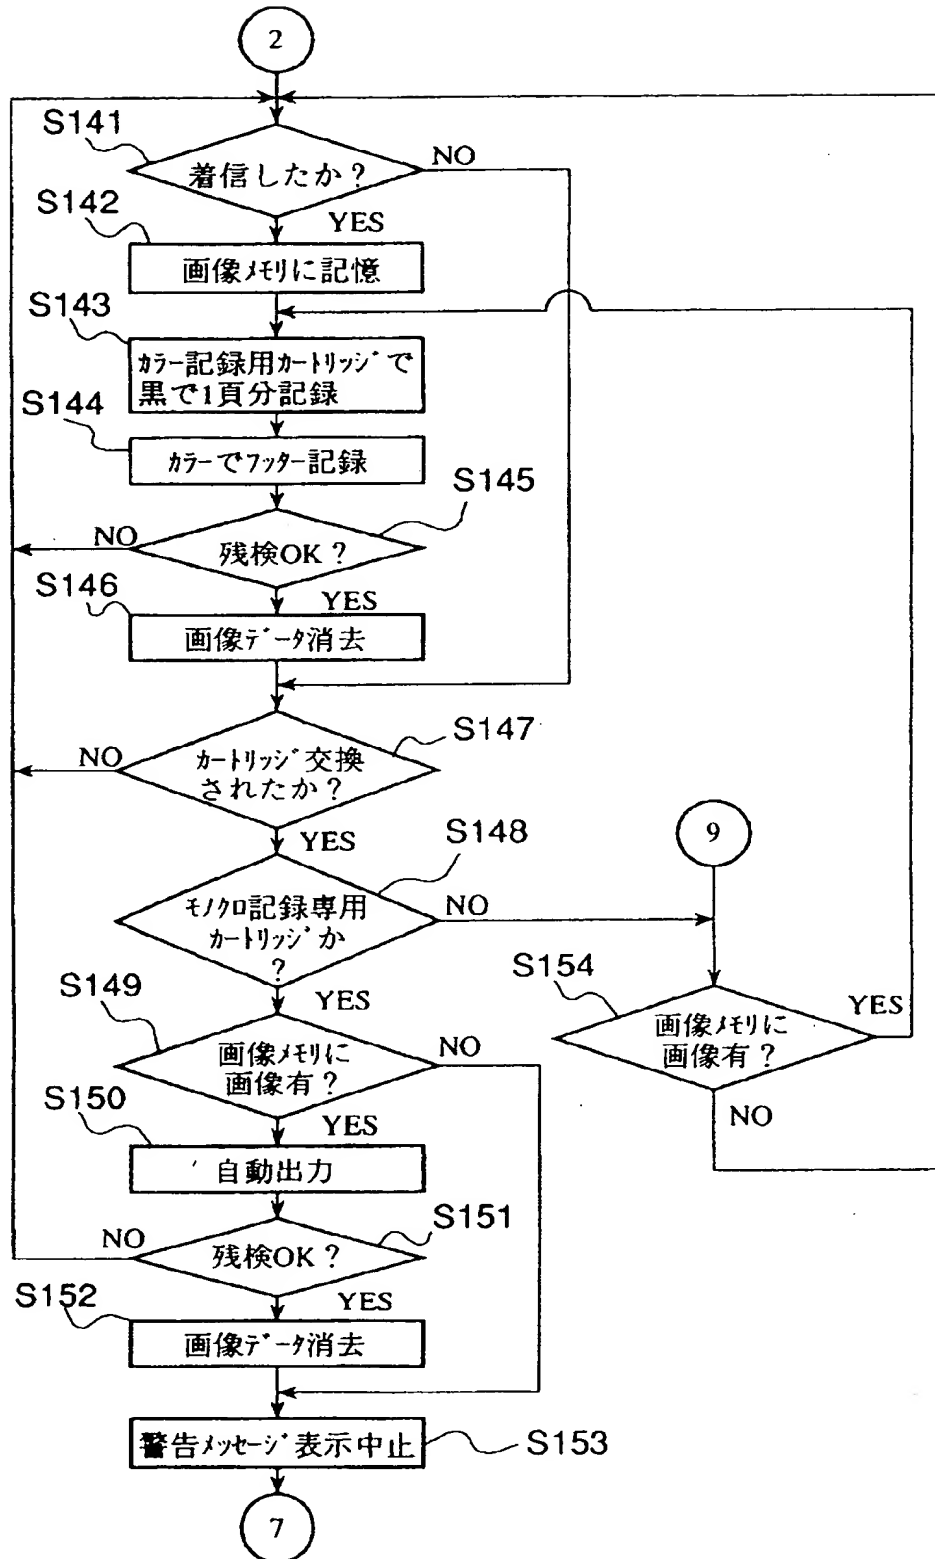 2
S141
着信したか?
NO
YES
S142
画像メモリに記憶
S143
カラー記録用カートリッジで
黒で1頁分記録
S144
カラーでフッター記録
S145
残検OK?
NO
YES
S146
画像データ消去
S147
カートリッジ交換
されたか?
NO
YES
S148
モノクロ記録専用
カートリッジか
?
NO
YES
9
S154
画像メモリに
画像有?
YES
NO
S149
画像メモリに
画像有?
NO
YES
S150
自動出力
S151
残検OK?
NO
YES
S152
画像データ消去
警告メッセージ表示中止
S153
7